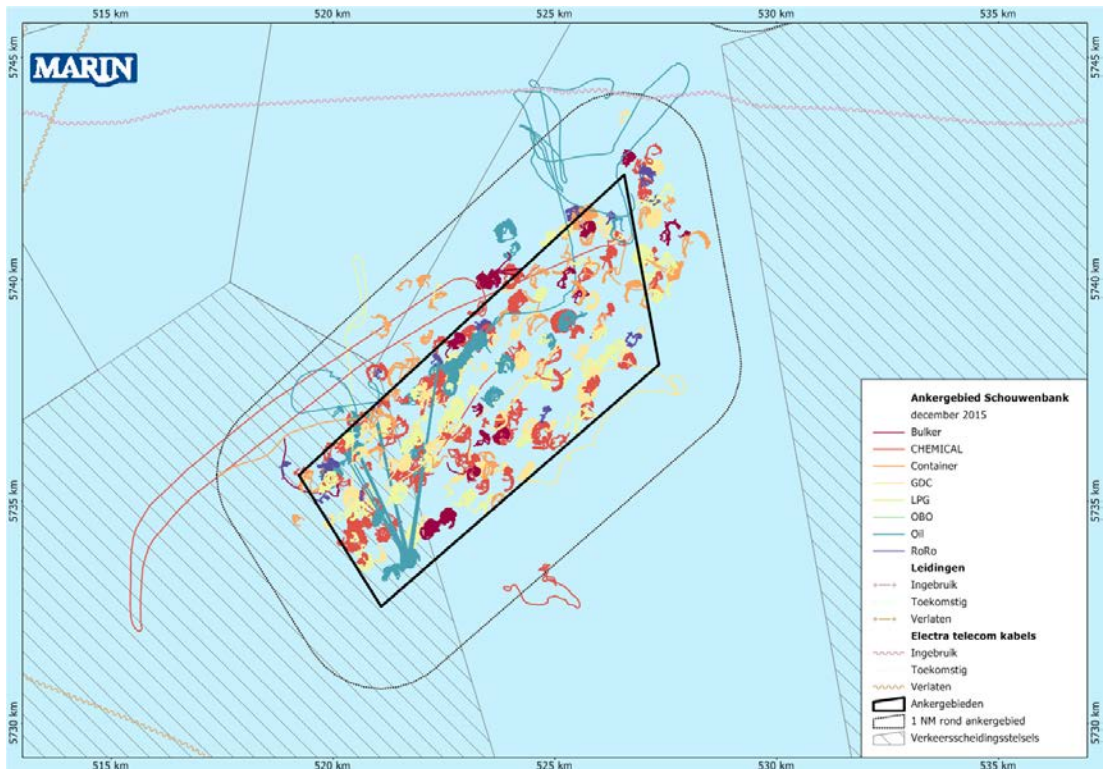 515 km 520 km 525 km 530 km 535 km
5745 km 5745 km
MARIN
5740 km 5740 km
5735 km 5735 km
5730 km 5730 km
Ankergebied Schouwenbank
december 2015
Bulker
CHEMICAL
Container
GDC
LPG
OBO
Oil
RoRo
Leidingen
Ingebruik
Toekomstig
Verlaten
Electra telecom kabels
Ingebruik
Toekomstig
Verlaten
Ankergebieden
1 NM rond ankergebied
Verkeersscheidingsstelsels
515 km 520 km 525 km 530 km 535 km